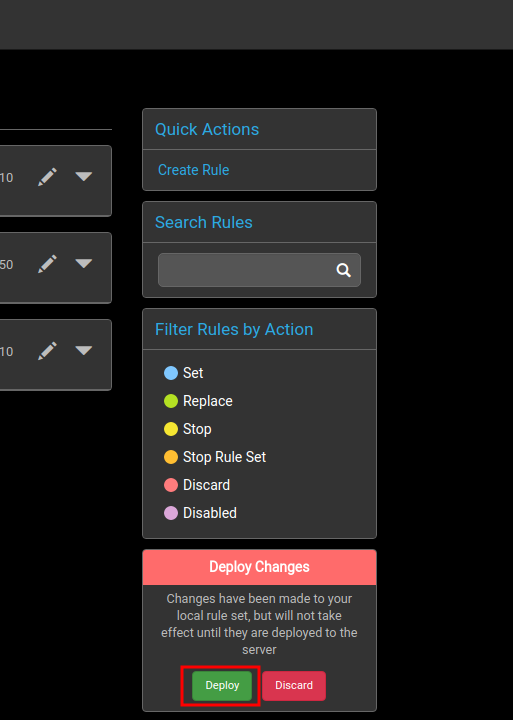 Quick Actions
10
Create Rule
Search Rules
50
Filter Rules by Action
10
Set
Replace
Stop
Stop Rule Set
Discard
Disabled
Deploy Changes
Changes have been made to your
local rule set, but will not take
effect until they are deployed to the
server
Deploy Discard